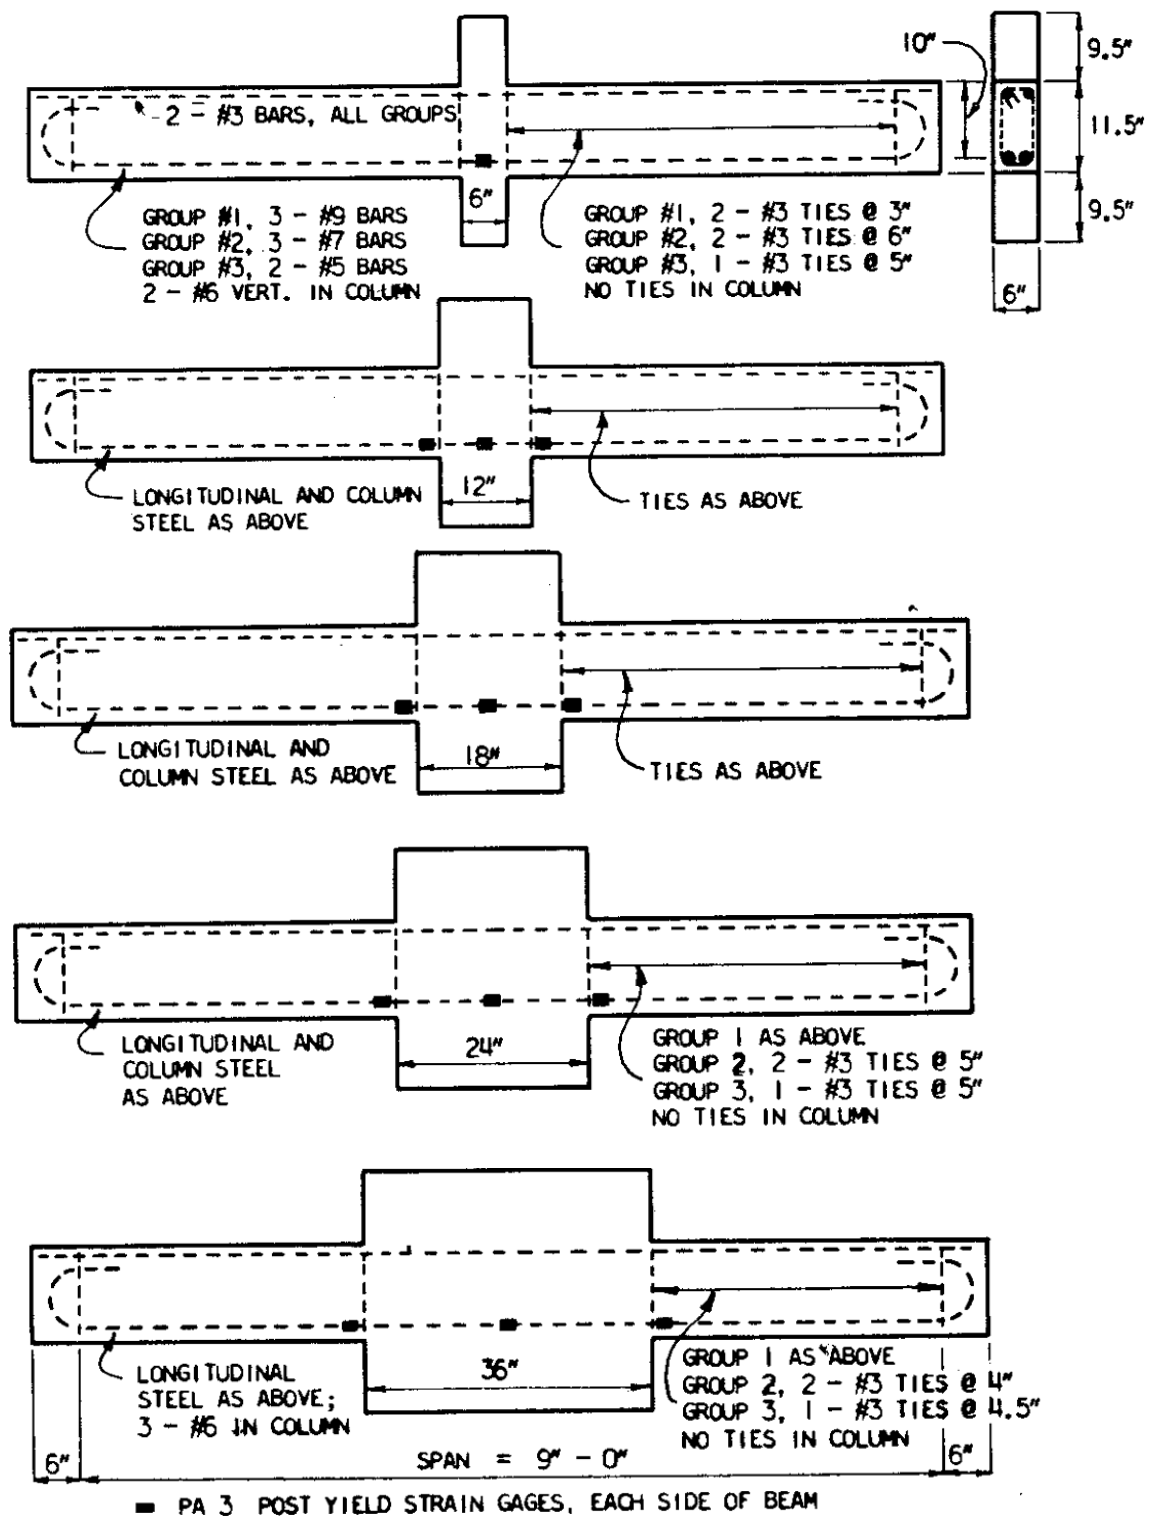 10"
9.5"
2 - #3 BARS, ALL GROUPS
11.5"
6"
GROUP #1, 3 - #9 BARS
GROUP #2, 3 - #7 BARS
GROUP #3, 2 - #5 BARS
2 - #6 VERT. IN COLUMN
GROUP #1, 2 - #3 TIES @ 3"
GROUP #2, 2 - #3 TIES @ 6"
GROUP #3, 1 - #3 TIES @ 5"
NO TIES IN COLUMN
9.5"
6"
12"
LONGITUDINAL AND COLUMN
STEEL AS ABOVE
TIES AS ABOVE
LONGITUDINAL AND
COLUMN STEEL AS ABOVE
18"
TIES AS ABOVE
LONGITUDINAL AND
COLUMN STEEL
AS ABOVE
24"
GROUP 1 AS ABOVE
GROUP 2, 2 - #3 TIES @ 5"
GROUP 3, 1 - #3 TIES @ 5"
NO TIES IN COLUMN
LONGITUDINAL
STEEL AS ABOVE;
3 - #6 IN COLUMN
36"
GROUP 1 AS ABOVE
GROUP 2, 2 - #3 TIES @ 4"
GROUP 3, 1 - #3 TIES @ 4.5"
NO TIES IN COLUMN
6"
SPAN = 9" - 0"
6"
PA 3 POST YIELD STRAIN GAGES, EACH SIDE OF BEAM